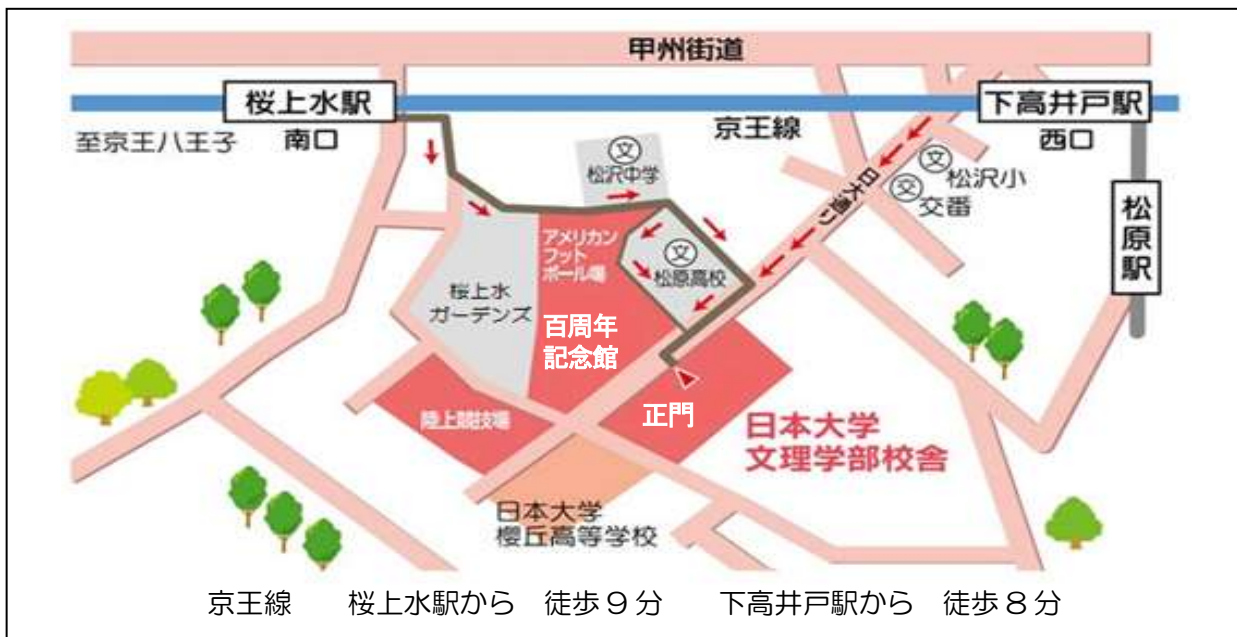 甲州街道
桜上水駅
下高井戸駅
至京王八王子
南口
京王線
西口
文
松沢中学
日大通り
文
松沢小
交
交番
松原駅
アメリカン
フット
ボール場
文
松原高校
桜上水
ガーデンズ
百周年
記念館
陸上競技場
正門
日本大学
文理学部校舎
日本大学
櫻丘高等学校
京王線 桜上水駅から 徒歩9分 下高井戸駅から 徒歩8分